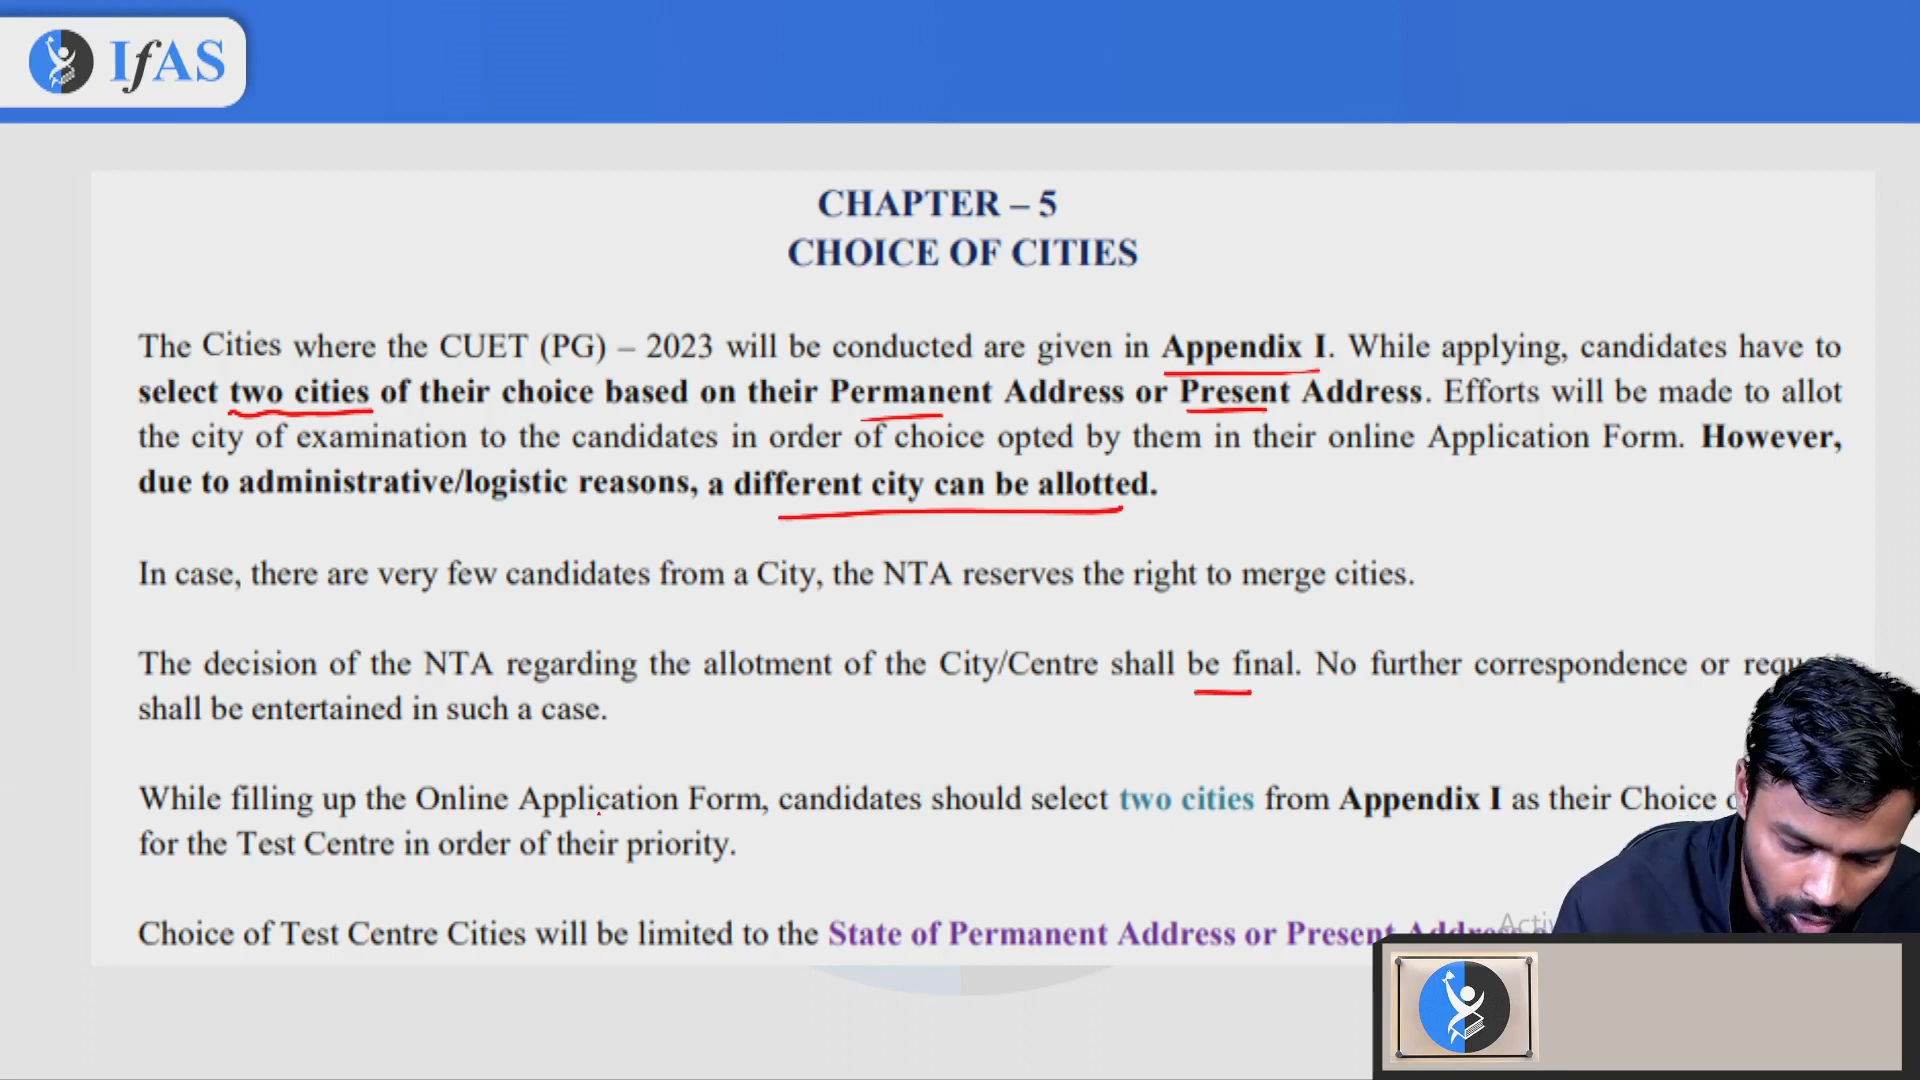 IfAS
CHAPTER – 5
CHOICE OF CITIES
The Cities where the CUET (PG) – 2023 will be conducted are given in Appendix I. While applying, candidates have to
select two cities of their choice based on their Permanent Address or Present Address. Efforts will be made to allot
the city of examination to the candidates in order of choice opted by them in their online Application Form. However,
due to administrative/logistic reasons, a different city can be allotted.
In case, there are very few candidates from a City, the NTA reserves the right to merge cities.
The decision of the NTA regarding the allotment of the City/Centre shall be final. No further correspondence or
shall be entertained in such a case.
While filling up the Online Application Form, candidates should select two cities from Appendix I as their Choice
for the Test Centre in order of their priority.
Choice of Test Centre Cities will be limited to the State of Permanent Address or Present